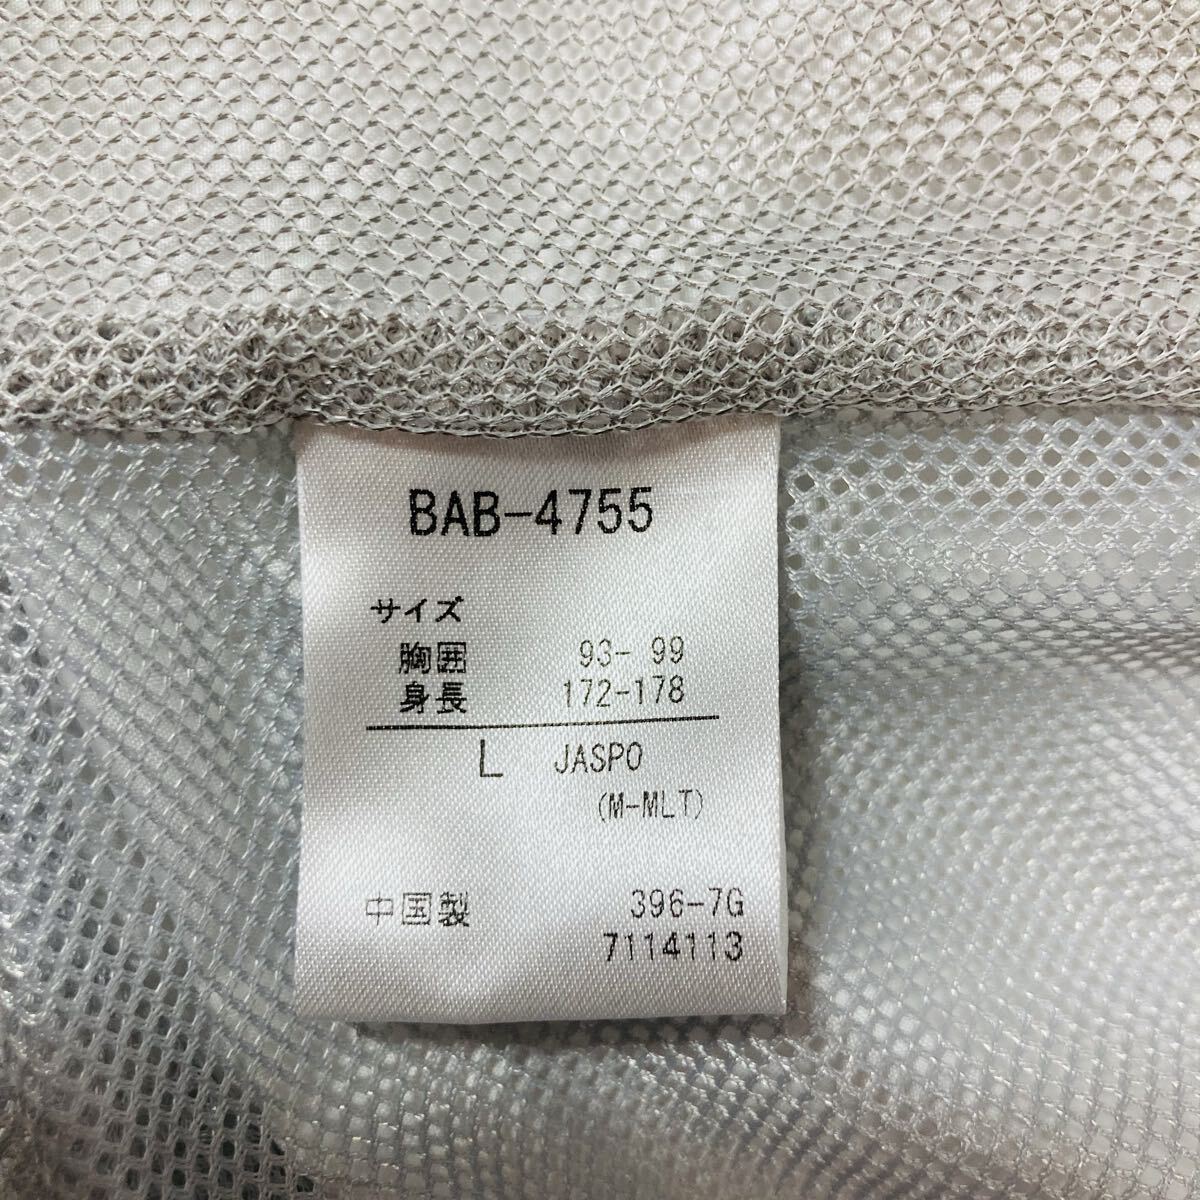 BAB-4755
サイズ
胸囲 93- 99
身長 172-178
L JASPO
(M-MLT)
中国製 396-7G
7114113